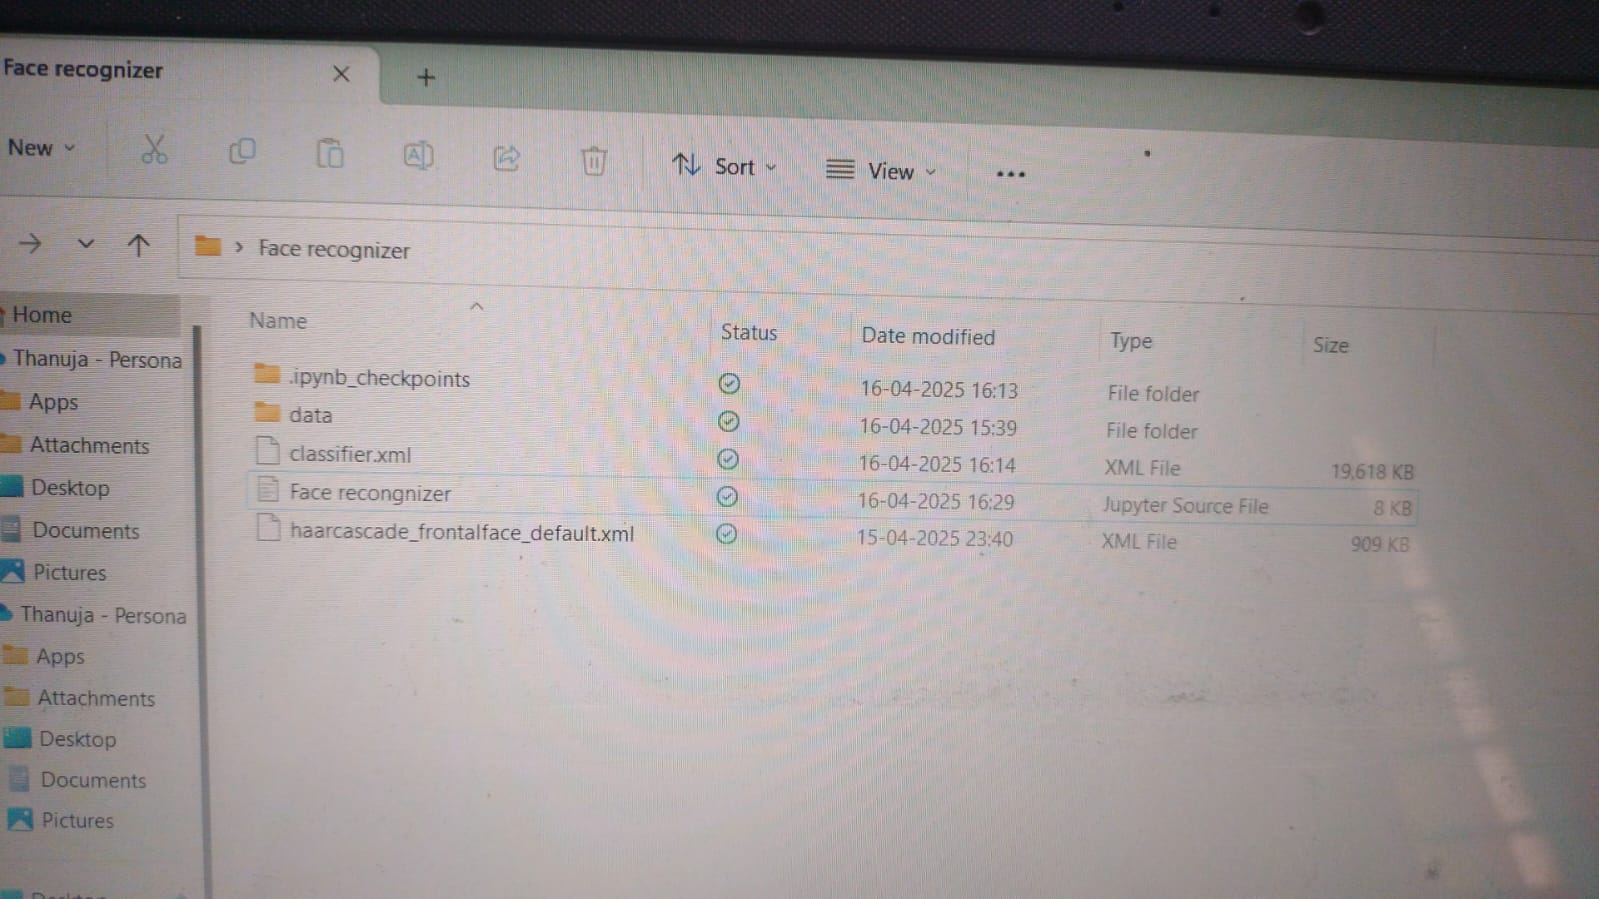 Face recognizer
New
Sort
View
Face recognizer
Name Status Date modified Type Size
.ipynb_checkpoints 16-04-2025 16:13 File folder
data 16-04-2025 15:39 File folder
classifier.xml 16-04-2025 16:14 XML File 19,618 KB
Face recongnizer 16-04-2025 16:29 Jupyter Source File 8 KB
haarcascade_frontalface_default.xml 15-04-2025 23:40 XML File 909 KB
Home
Thanuja - Persona
Apps
Attachments
Desktop
Documents
Pictures
Thanuja - Persona
Apps
Attachments
Desktop
Documents
Pictures